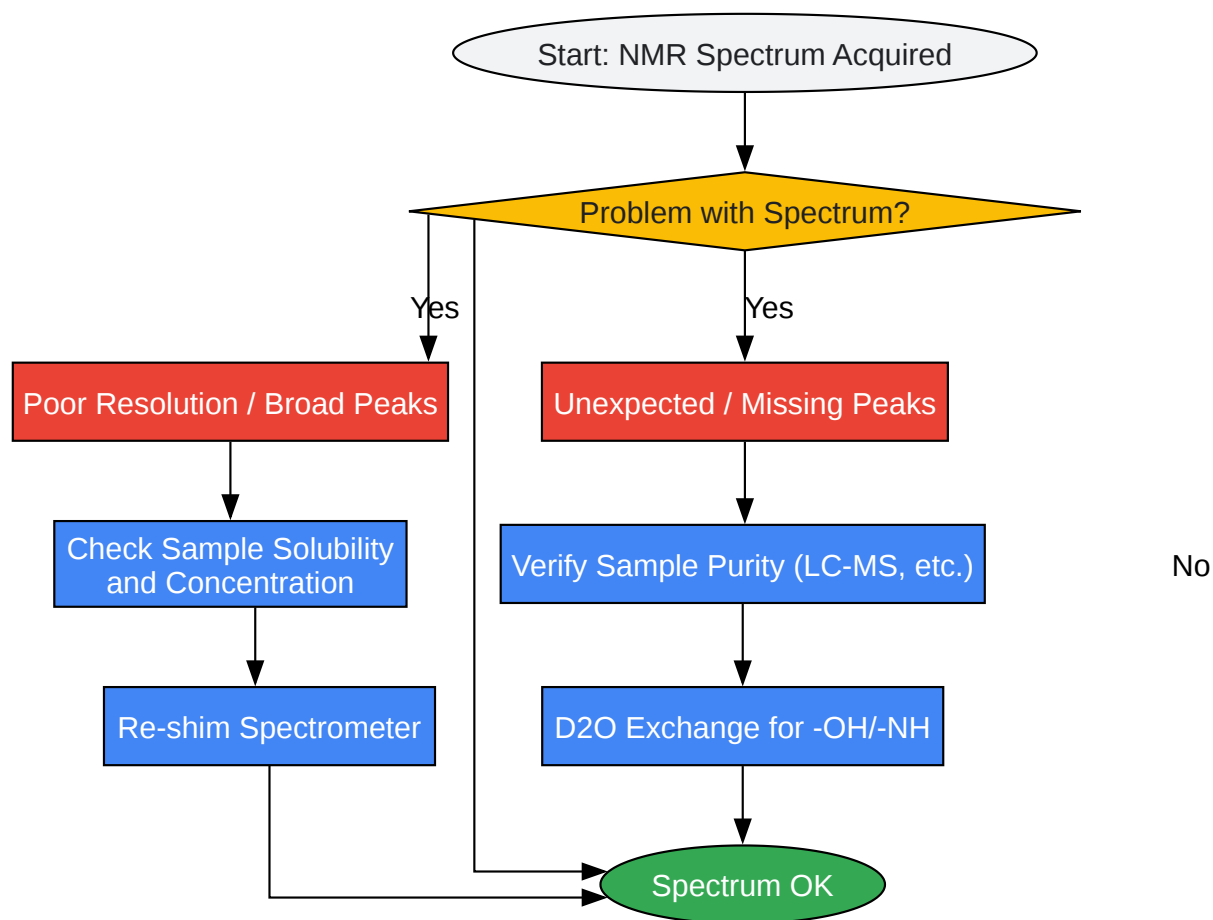 Start: NMR Spectrum Acquired
Problem with Spectrum?
Yes
Yes
Poor Resolution / Broad Peaks
Unexpected / Missing Peaks
Check Sample Solubility
and Concentration
Verify Sample Purity (LC-MS, etc.)
No
Re-shim Spectrometer
D2O Exchange for -OH/-NH
Spectrum OK